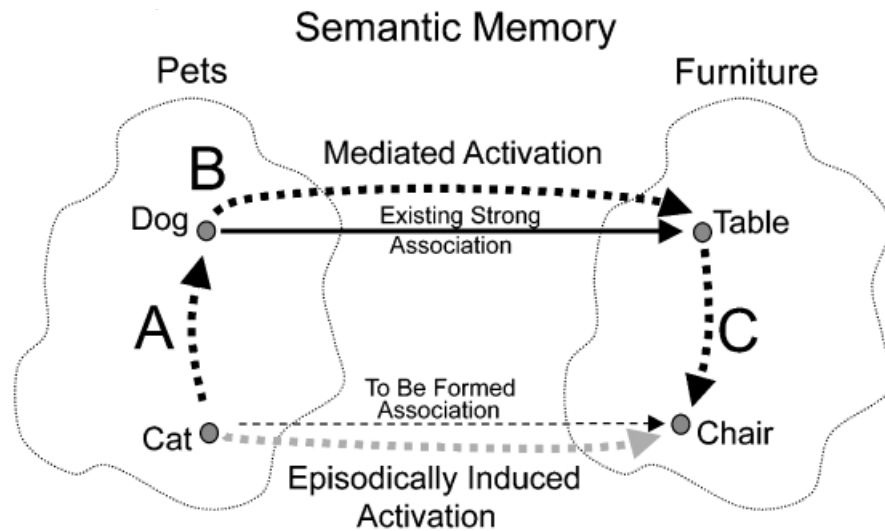 Semantic Memory
Pets
Furniture
B
Mediated Activation
Dog
Existing Strong
Association
Table
A
C
To Be Formed
Association
Cat
Chair
Episodically Induced
Activation